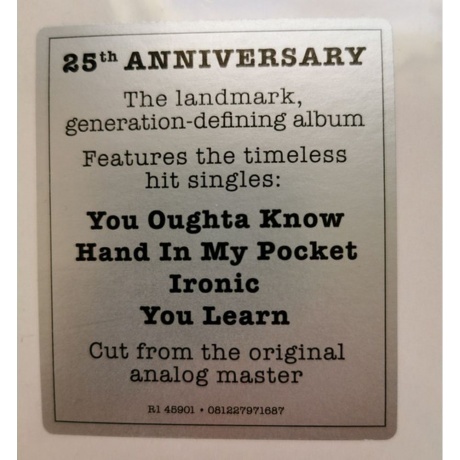 25th ANNIVERSARY
The landmark,
generation-defining album
Features the timeless
hit singles:
You Oughta Know
Hand In My Pocket
Ironic
You Learn
Cut from the original
analog master
R1 45901 • 081227971687